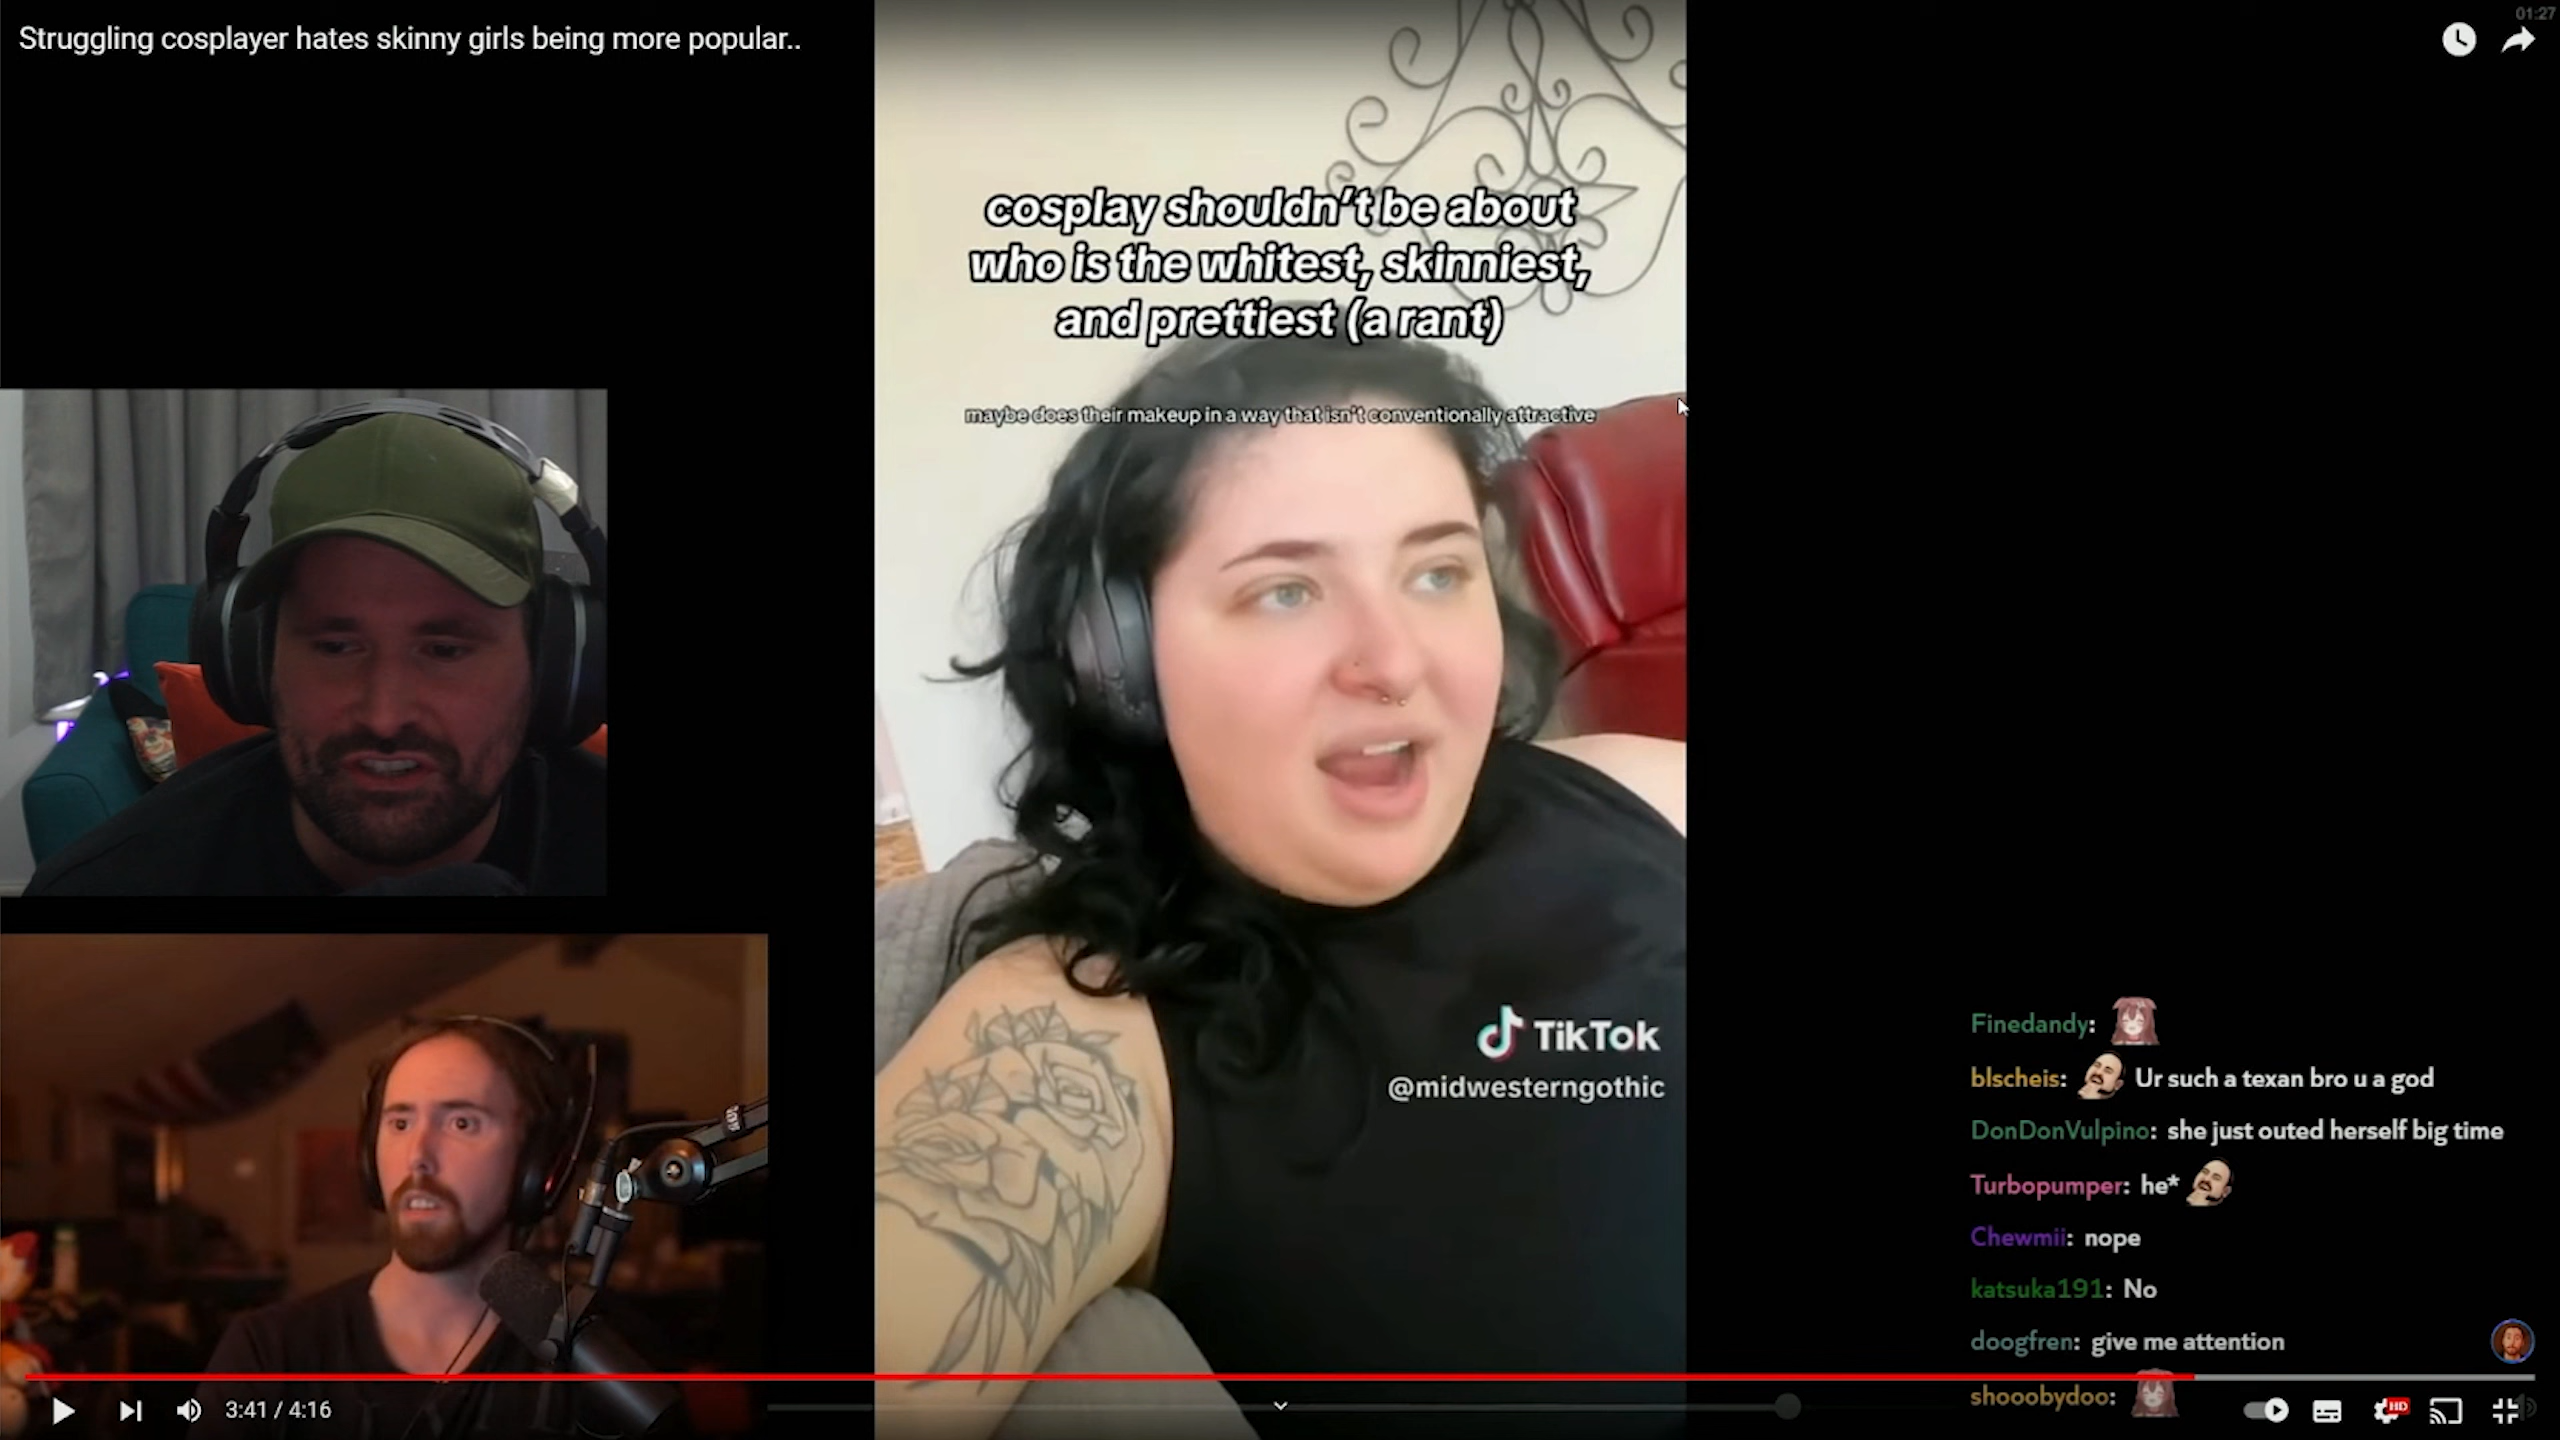 01:27
Struggling cosplayer hates skinny girls being more popular..
cosplay shouldn't be about
who is the whitest, skinniest,
and prettiest (a rant)
maybe does their makeup in a way that isn't conventionally attractive
TikTok
@midwesterngothic
Finedandy:
blscheis: Ur such a texan bro u a god
DonDonVulpino: she just outed herself big time
Turbopumper: he*
Chewmii: nope
katsuka191: No
doogfren: give me attention
shooobydoo:
3:41 / 4:16
HD